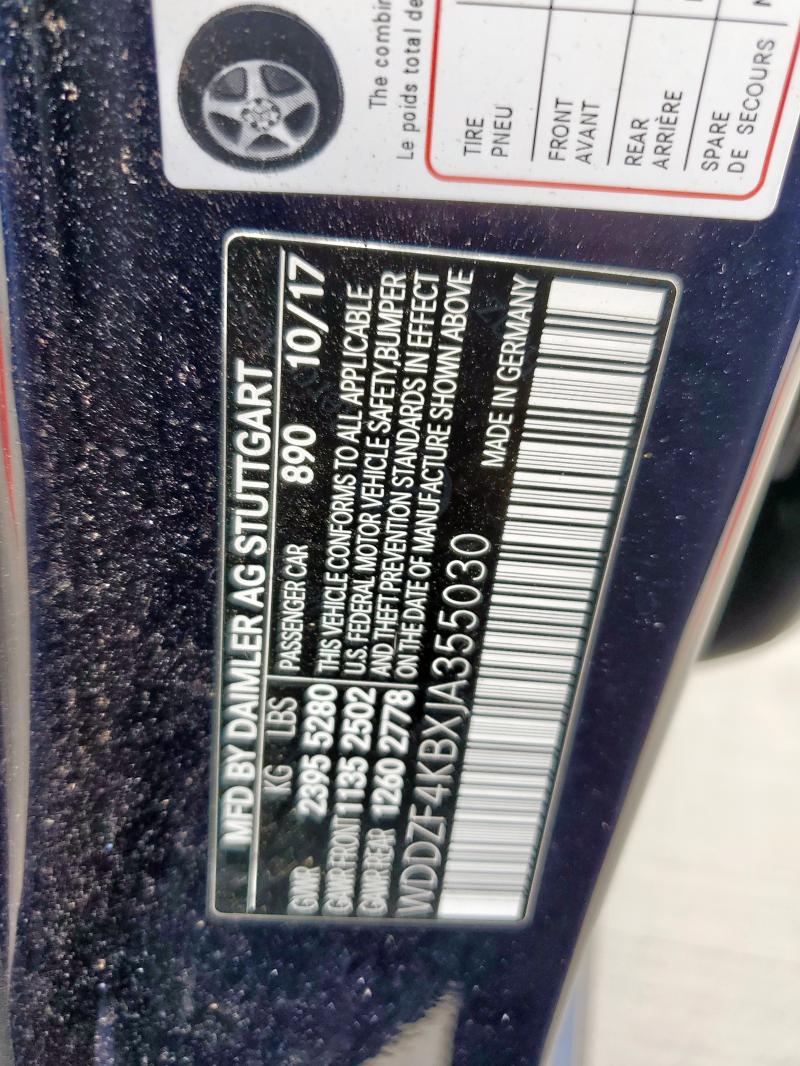 MFD BY DAIMLER AG STUTTGART
KG LBS
GVWR 2395 5280
GAWR FRONT 1135 2502
GAWR REAR 1260 2778
PASSENGER CAR 890 10/17
THIS VEHICLE CONFORMS TO ALL APPLICABLE
U.S. FEDERAL MOTOR VEHICLE SAFETY,BUMPER
AND THEFT PREVENTION STANDARDS IN EFFECT
ON THE DATE OF MANUFACTURE SHOWN ABOVE
WDDZF4KBXJA355030 MADE IN GERMANY
The combin
Le poids total de
TIRE
PNEU
FRONT
AVANT
REAR
ARRIÈRE
SPARE
DE SECOURS